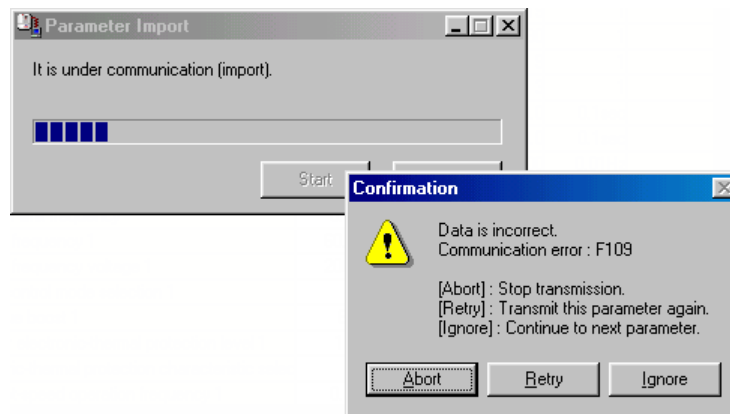 Parameter Import
It is under communication (import).
Start
Confirmation
Data is incorrect.
Communication error : F109
[Abort] : Stop transmission.
[Retry] : Transmit this parameter again.
[Ignore] : Continue to next parameter.
Abort
Retry
Ignore